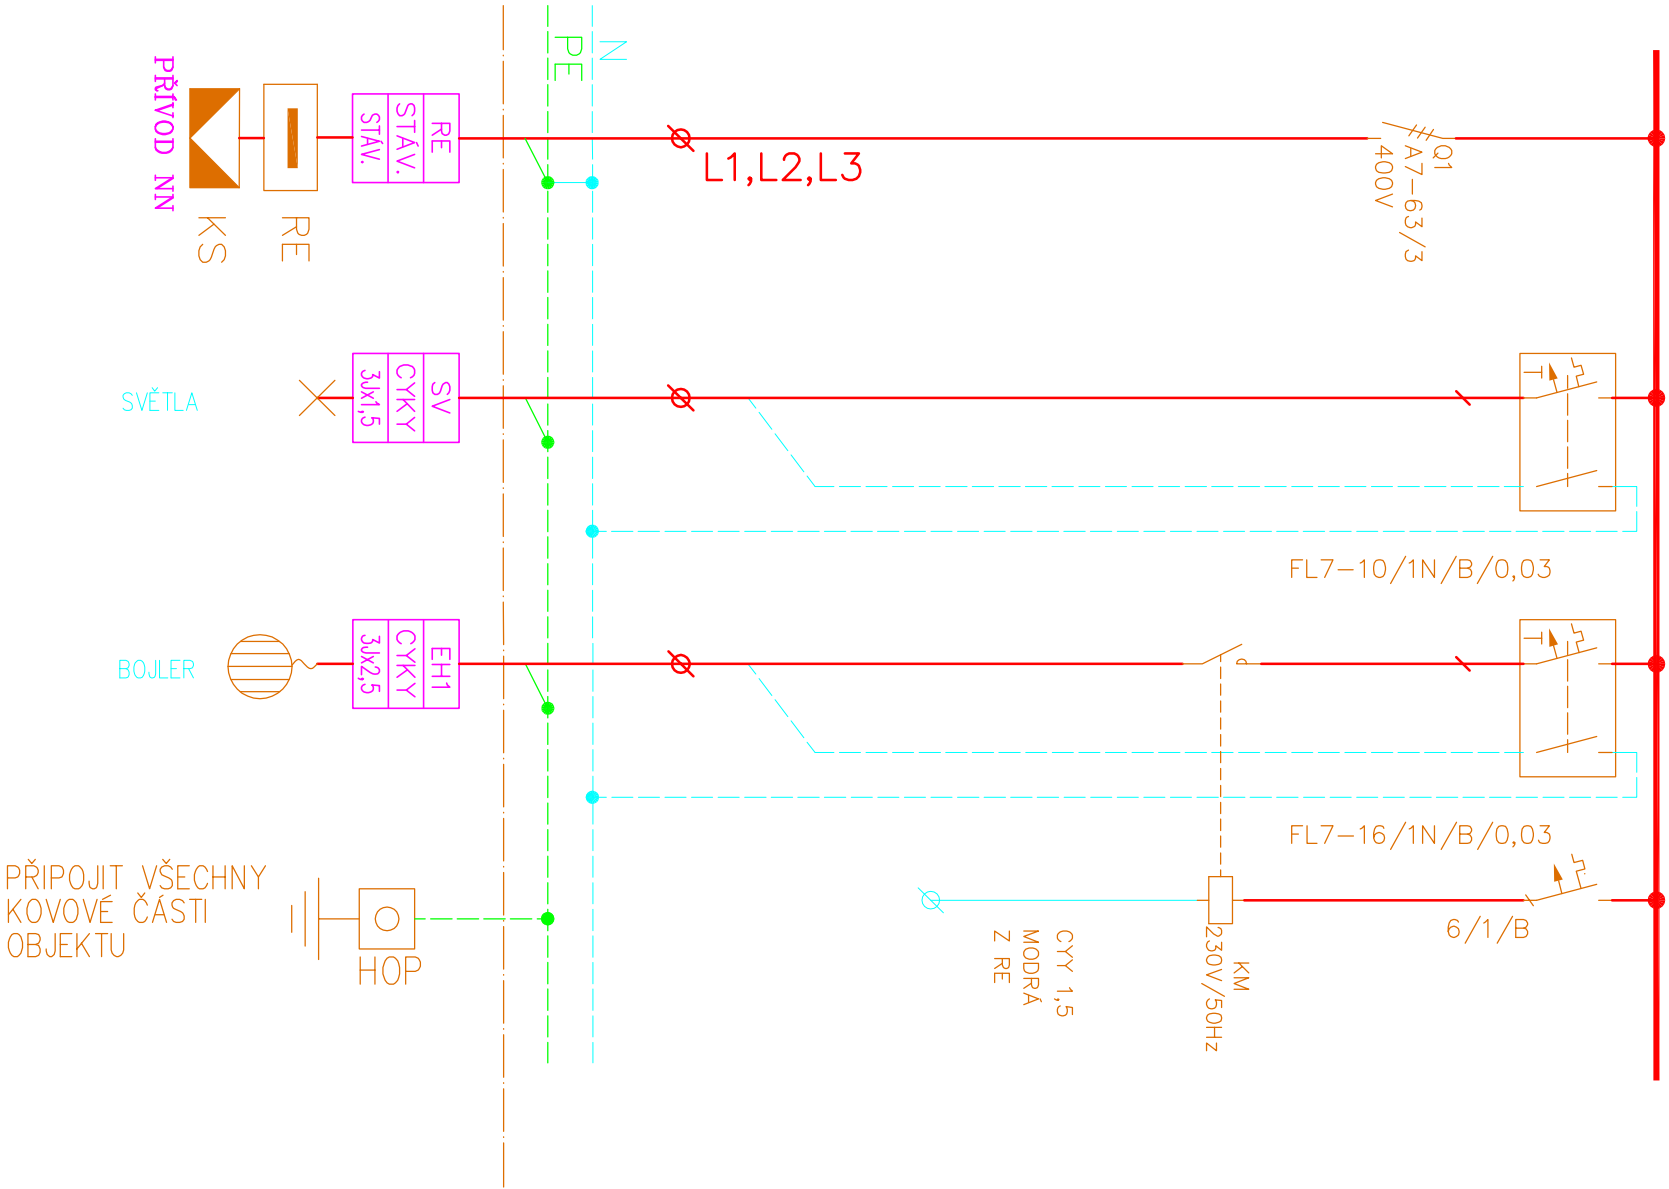 N
PE
PŘÍVOD NN
KS
RE
RE
STÁV.
STÁV.
L1,L2,L3
Q1
A7-63/3
400V
SVĚTLA
SV
CYKY
3Jx1,5
T
FL7-10/1N/B/0,03
BOJLER
EH1
CYKY
3Jx2,5
T
FL7-16/1N/B/0,03
PŘIPOJIT VŠECHNY
KOVOVÉ ČÁSTI
OBJEKTU
HOP
CYY 1,5
MODRÁ
Z RE
KM
230V/50Hz
6/1/B